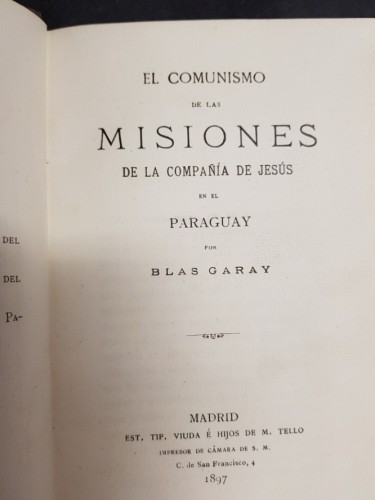 DEL
DEL
PA-
EL COMUNISMO
DE LAS
MISIONES
DE LA COMPAÑÍA DE JESÚS
EN EL
PARAGUAY
POR
BLAS GARAY
MADRID
EST. TIP. VIUDA É HIJOS DE M. TELLO
IMPRESOR DE CÁMARA DE S. M.
C. de San Francisco, 4
1897